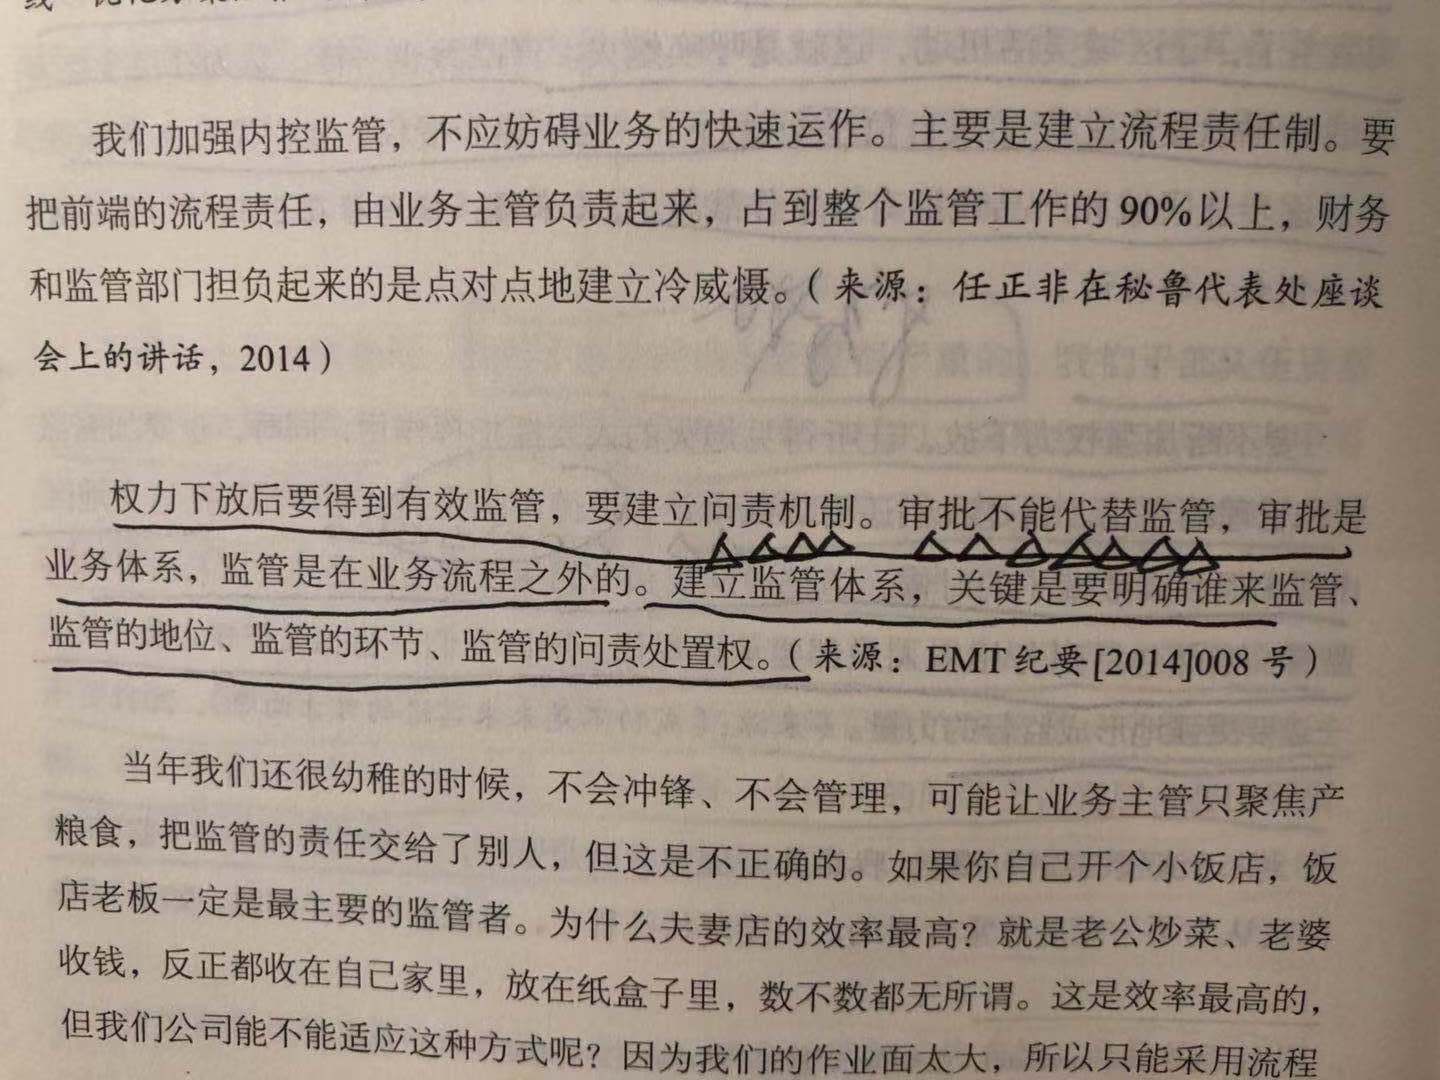 我们加强内控监管，不应妨碍业务的快速运作。主要是建立流程责任制。要
把前端的流程责任，由业务主管负责起来，占到整个监管工作的90%以上，财务
和监管部门担负起来的是点对点地建立冷威慑。（来源：任正非在秘鲁代表处座谈
会上的讲话，2014）
权力下放后要得到有效监管，要建立问责机制。审批不能代替监管，审批是
业务体系，监管是在业务流程之外的。建立监管体系，关键是要明确谁来监管、
监管的地位、监管的环节、监管的问责处置权。（来源：EMT纪要[2014]008号）
当年我们还很幼稚的时候，不会冲锋、不会管理，可能让业务主管只聚焦产
粮食，把监管的责任交给了别人，但这是不正确的。如果你自己开个小饭店，饭
店老板一定是最主要的监管者。为什么夫妻店的效率最高？就是老公炒菜、老婆
收钱，反正都收在自己家里，放在纸盒子里，数不数都无所谓。这是效率最高的，
但我们公司能不能适应这种方式呢？因为我们的作业面太大，所以只能采用流程